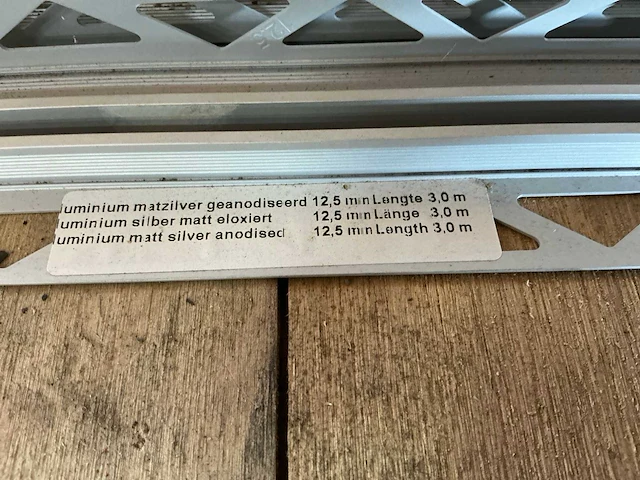 uminium matzilver geanodiseerd 12,5 mm Lengte 3,0 m
uminium silber matt eloxiert 12,5 mm Länge 3,0 m
uminium matt silver anodised 12,5 mm Length 3,0 m